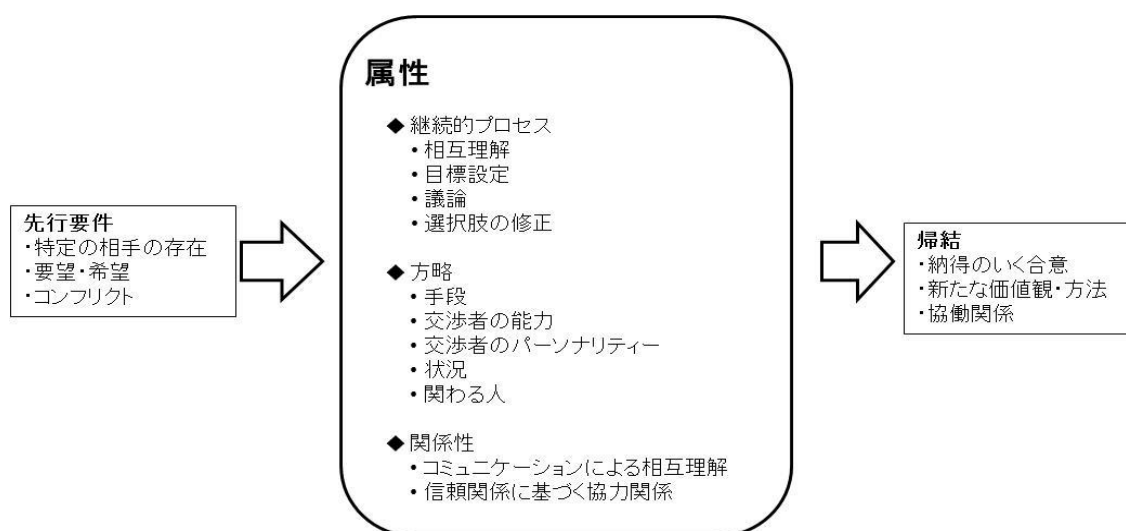 先行要件
・特定の相手の存在
・要望・希望
・コンフリクト
属性
◆ 継続的プロセス
• 相互理解
• 目標設定
• 議論
• 選択肢の修正
◆ 方略
• 手段
• 交渉者の能力
• 交渉者のパーソナリティー
• 状況
• 関わる人
◆ 関係性
• コミュニケーションによる相互理解
• 信頼関係に基づく協力関係
帰結
・納得のいく合意
・新たな価値観・方法
・協働関係